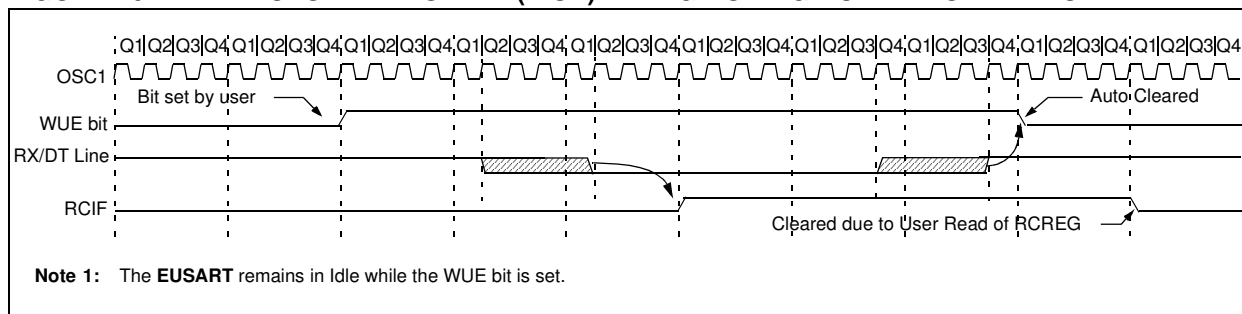 Q1|Q2|Q3|Q4|Q1|Q2|Q3|Q4|Q1|Q2|Q3|Q4|Q1|Q2|Q3|Q4|Q1|Q2|Q3|Q4|Q1|Q2|Q3|Q4|Q1|Q2|Q3|Q4|Q1|Q2|Q3|Q4|Q1|Q2|Q3|Q4|Q1|Q2|Q3|Q4
OSC1
Bit set by user
Auto Cleared
WUE bit
RX/DT Line
RCIF
Cleared due to User Read of RCREG
Note 1: The EUSART remains in Idle while the WUE bit is set.